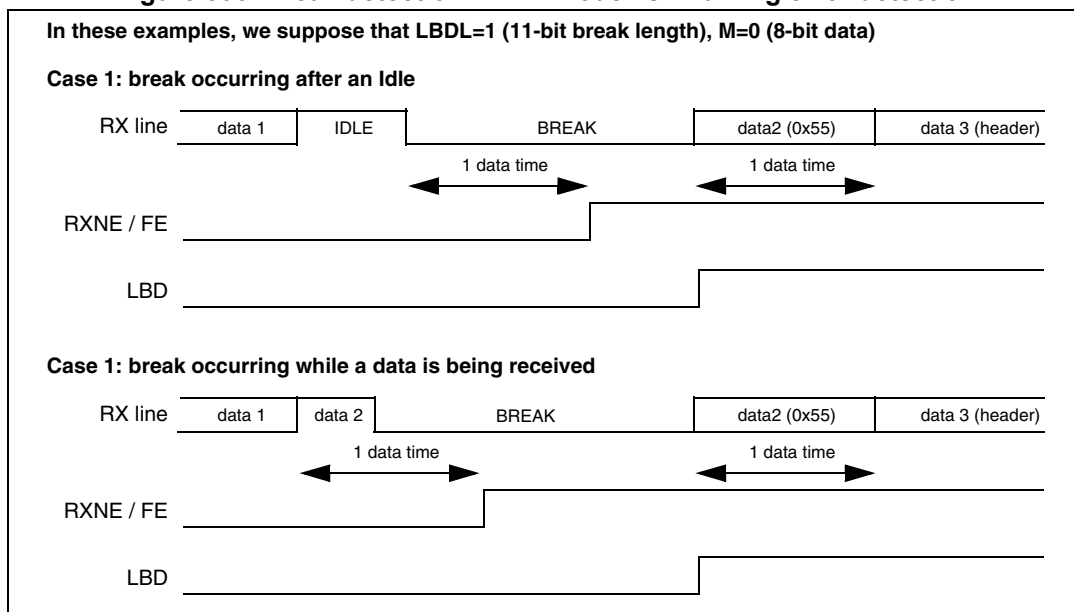 In these examples, we suppose that LBDL=1 (11-bit break length), M=0 (8-bit data)
Case 1: break occurring after an Idle
RX line data 1 IDLE BREAK data2 (0x55) data 3 (header)
1 data time 1 data time
RXNE / FE
LBD
Case 1: break occurring while a data is being received
RX line data 1 data 2 BREAK data2 (0x55) data 3 (header)
1 data time 1 data time
RXNE / FE
LBD